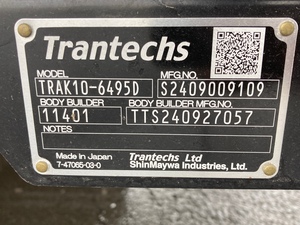 Trantechs
MODEL MFG.NO.
TRAK10-6495D S2409009109
BODY BUILDER BODY BUILDER MFG.NO.
11401 TTS240927057
NOTES
Made in Japan Trantechs Ltd
7-47065-03-0 ShinMaywa Industries, Ltd.